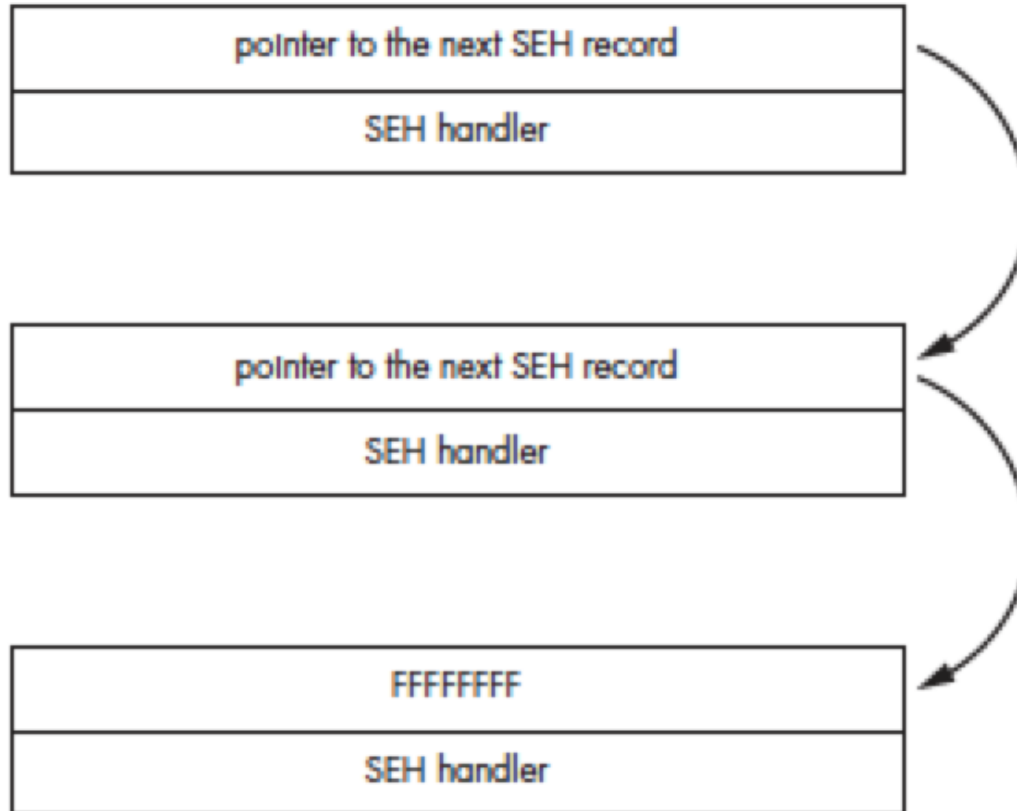 pointer to the next SEH record
SEH handler
pointer to the next SEH record
SEH handler
FFFFFFFF
SEH handler